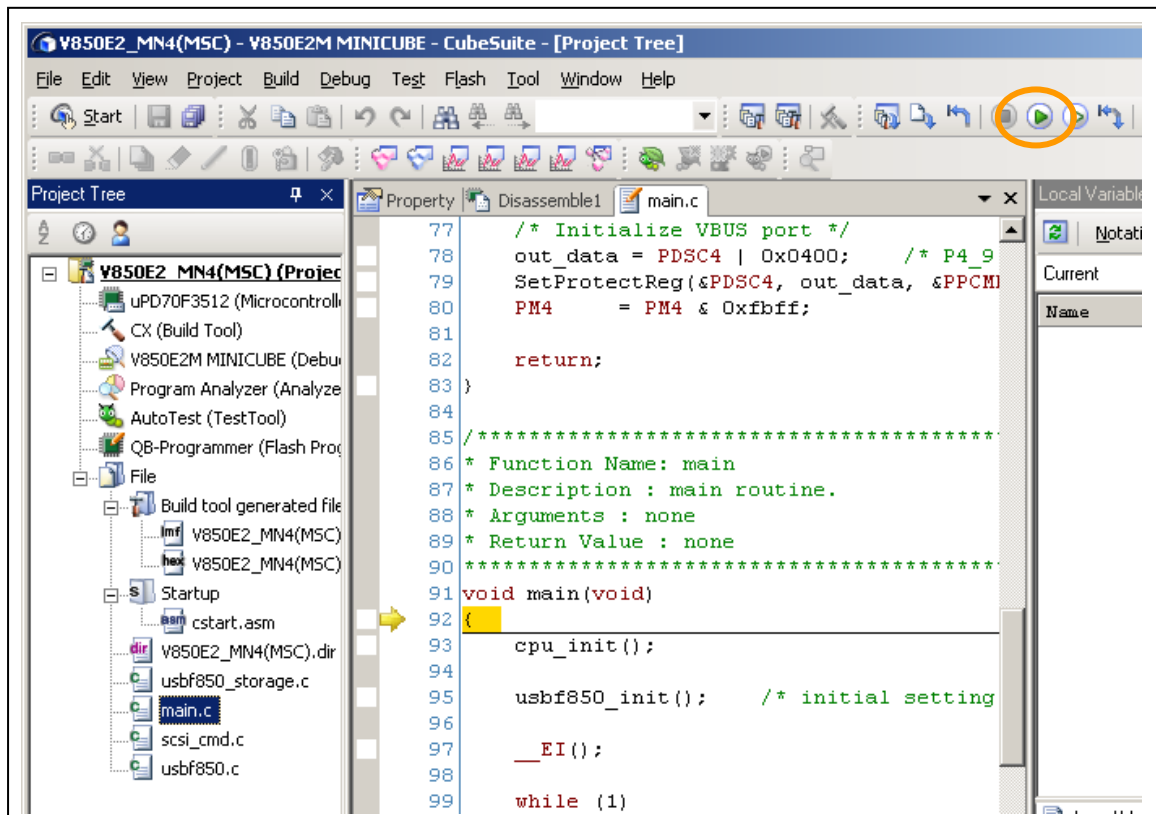 V850E2_MN4(MSC) - V850E2M MINICUBE - CubeSuite - [Project Tree]
File Edit View Project Build Debug Test Flash Tool Window Help
Start
Project Tree
Property Disassemble1 main.c
Local Variable
Notati
Current
Name
V850E2_MN4(MSC) (Projec
uPD70F3512 (Microcontroll
CX (Build Tool)
V850E2M MINICUBE (Debu
Program Analyzer (Analyze
AutoTest (TestTool)
QB-Programmer (Flash Prog
File
Build tool generated file
lmf V850E2_MN4(MSC)
hex V850E2_MN4(MSC)
S Startup
asm cstart.asm
dir V850E2_MN4(MSC).dir
usbf850_storage.c
main.c
scsi_cmd.c
usbf850.c
77 /* Initialize VBUS port */
78 out_data = PDSC4 | 0x0400; /* P4_9
79 SetProtectReg(&PDSC4, out_data, &PPCM
80 PM4 = PM4 & 0xfbff;
81
82 return;
83 }
84
85 /****************************************
86 * Function Name: main
87 * Description : main routine.
88 * Arguments : none
89 * Return Value : none
90 *****************************************
91 void main(void)
92 {
93 cpu_init();
94
95 usbf850_init(); /* initial setting
96
97 __EI();
98
99 while (1)